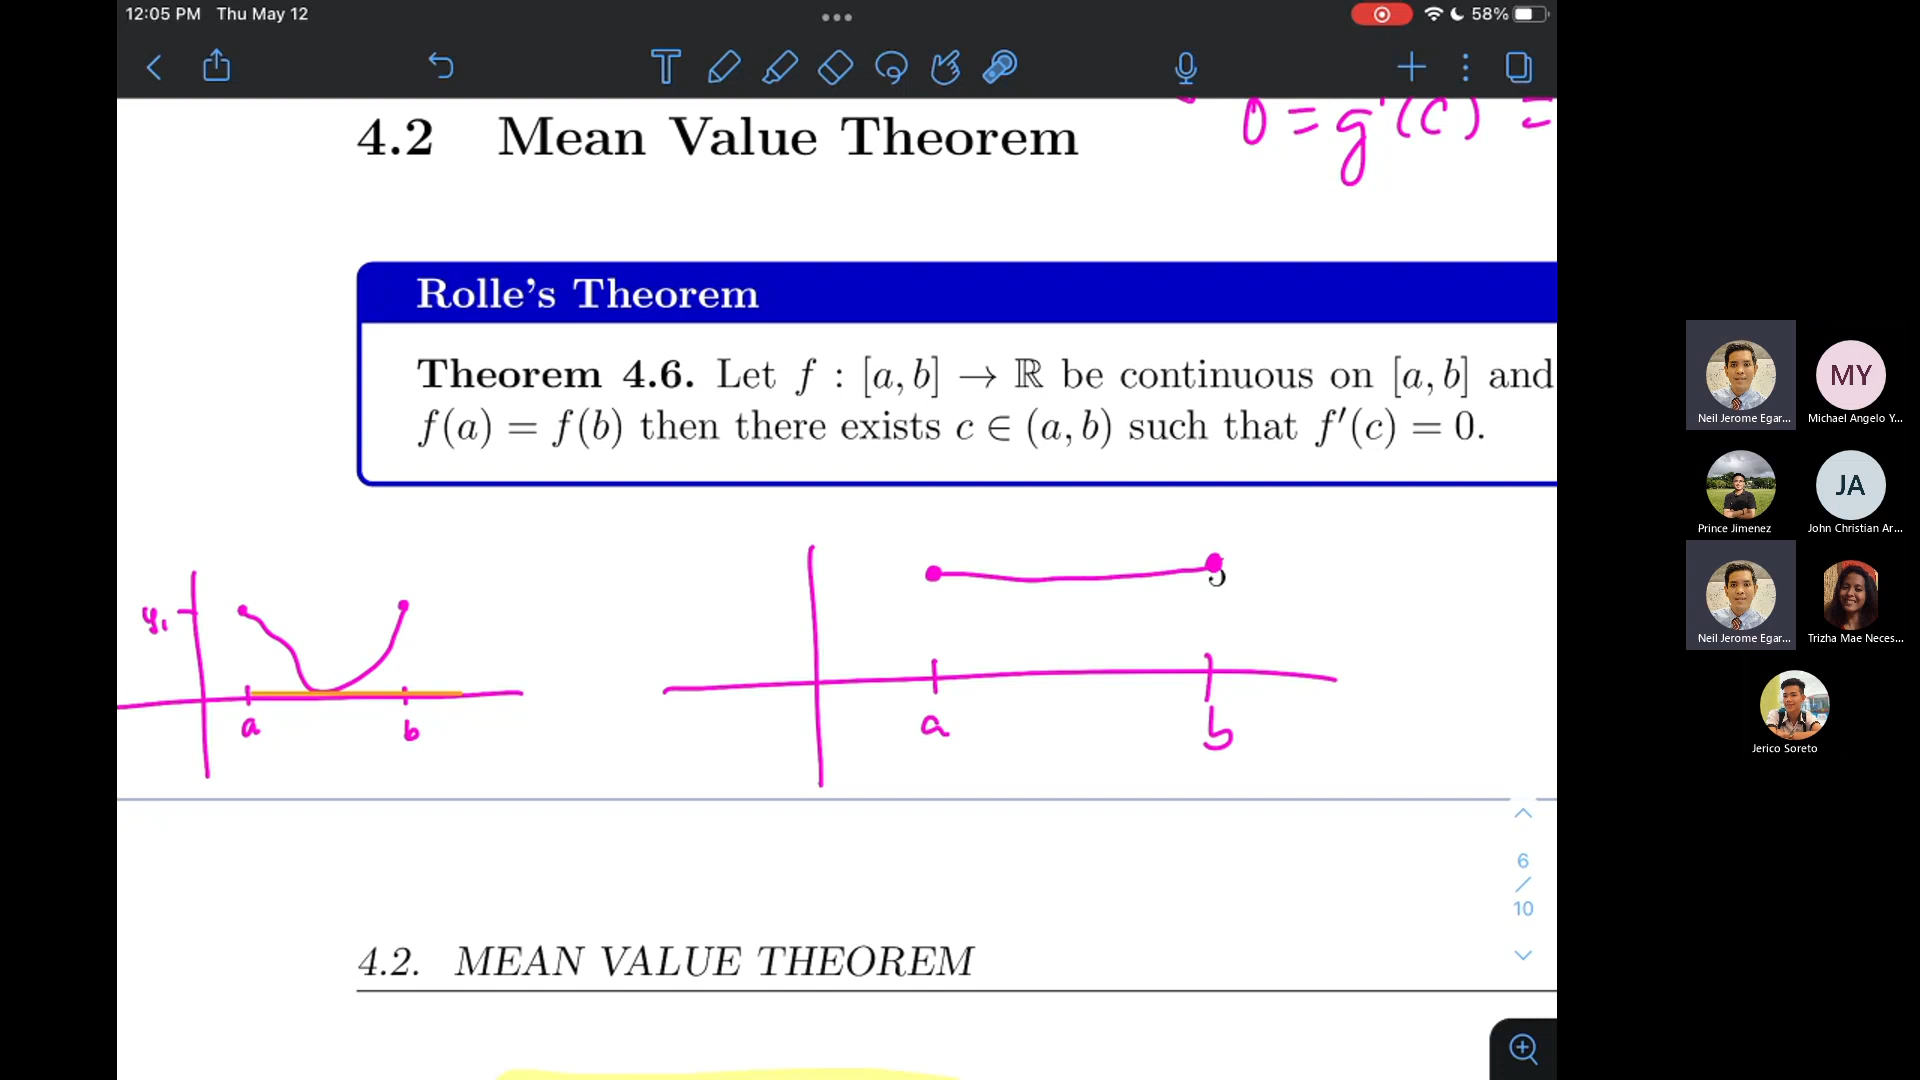 12:05 PM Thu May 12
58%
0 = g'(c) =
4.2 Mean Value Theorem
Rolle's Theorem
Theorem 4.6. Let f : [a, b] → ℝ be continuous on [a, b] and
f(a) = f(b) then there exists c ∈ (a, b) such that f′(c) = 0.
y₁
a b
a b
5
6
/
10
4.2. MEAN VALUE THEOREM
Neil Jerome Egar...
MY
Michael Angelo Y...
Prince Jimenez
JA
John Christian Ar...
Neil Jerome Egar...
Trizha Mae Neces...
Jerico Soreto